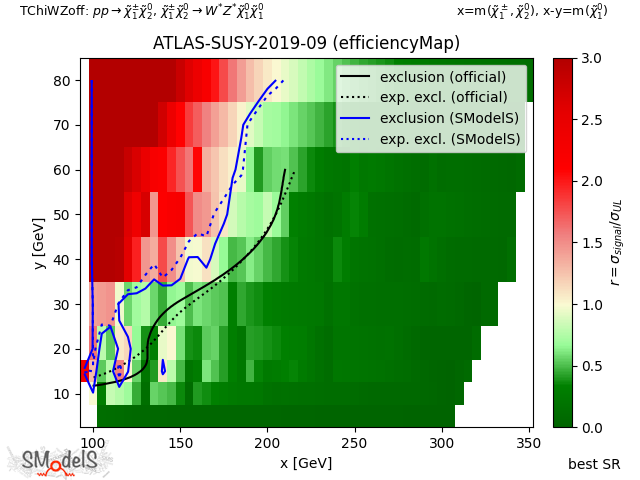 TChiWZoff: pp → χ̃₁^± χ̃₂⁰, χ̃₁^± χ̃₂⁰ → W*Z* χ̃₁⁰ χ̃₁⁰
x=m(χ̃₁^±, χ̃₂⁰), x-y=m(χ̃₁⁰)
ATLAS-SUSY-2019-09 (efficiencyMap)
exclusion (official)
exp. excl. (official)
exclusion (SModelS)
exp. excl. (SModelS)
80
70
60
50
40
30
20
10
y [GeV]
100 150 200 250 300 350
x [GeV]
3.0
2.5
2.0
1.5
1.0
0.5
0.0
r = σ_signal/σ_UL
best SR
SModelS